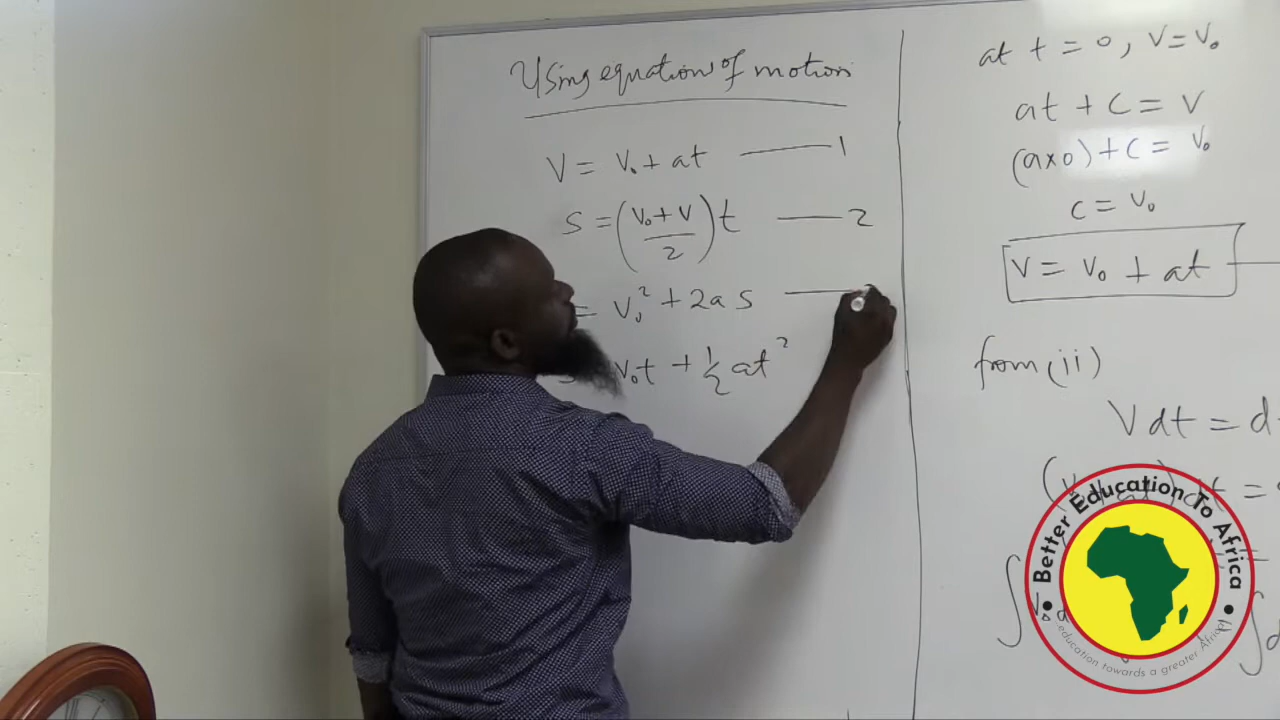 Using equation of motion
V = V₀ + at ——— 1
S = (V₀ + V / 2) t —— 2
= V₀² + 2as ———
V₀t + ½ at²
at t = 0, V = V₀
at + C = V
(a×0) + C = V₀
C = V₀
V = V₀ + at
from (ii)
Vdt = d
Better Education To Africa
education towards a greater Africa